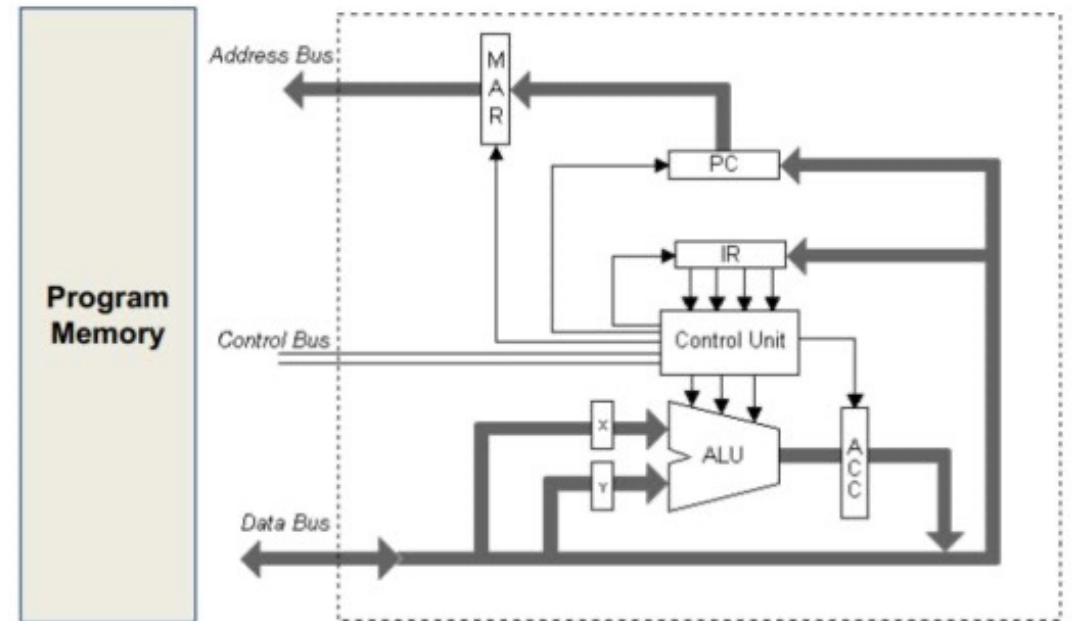 Address Bus
M
A
R
PC
IR
Program
Memory
Control Bus
Control Unit
X
Y
ALU
A
C
C
Data Bus